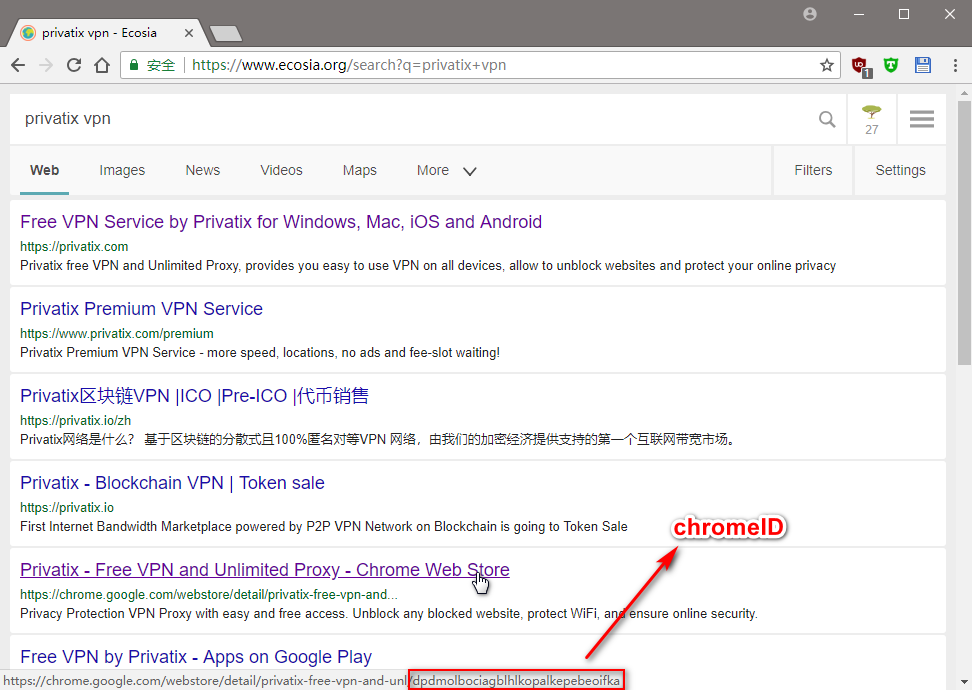 privatix vpn - Ecosia
安全 https://www.ecosia.org/search?q=privatix+vpn
1
privatix vpn
27
Web Images News Videos Maps More Filters Settings
Free VPN Service by Privatix for Windows, Mac, iOS and Android
https://privatix.com
Privatix free VPN and Unlimited Proxy, provides you easy to use VPN on all devices, allow to unblock websites and protect your online privacy
Privatix Premium VPN Service
https://www.privatix.com/premium
Privatix Premium VPN Service - more speed, locations, no ads and fee-slot waiting!
Privatix区块链VPN |ICO |Pre-ICO |代币销售
https://privatix.io/zh
Privatix网络是什么？ 基于区块链的分散式且100%匿名对等VPN 网络，由我们的加密经济提供支持的第一个互联网带宽市场。
Privatix - Blockchain VPN | Token sale
https://privatix.io
First Internet Bandwidth Marketplace powered by P2P VPN Network on Blockchain is going to Token Sale
chromeID
Privatix - Free VPN and Unlimited Proxy - Chrome Web Store
https://chrome.google.com/webstore/detail/privatix-free-vpn-and...
Privacy Protection VPN Proxy with easy and free access. Unblock any blocked website, protect WiFi, and ensure online security.
Free VPN by Privatix - Apps on Google Play
https://chrome.google.com/webstore/detail/privatix-free-vpn-and-unl/dpdmolbociagblhlkopalkepebeoifka